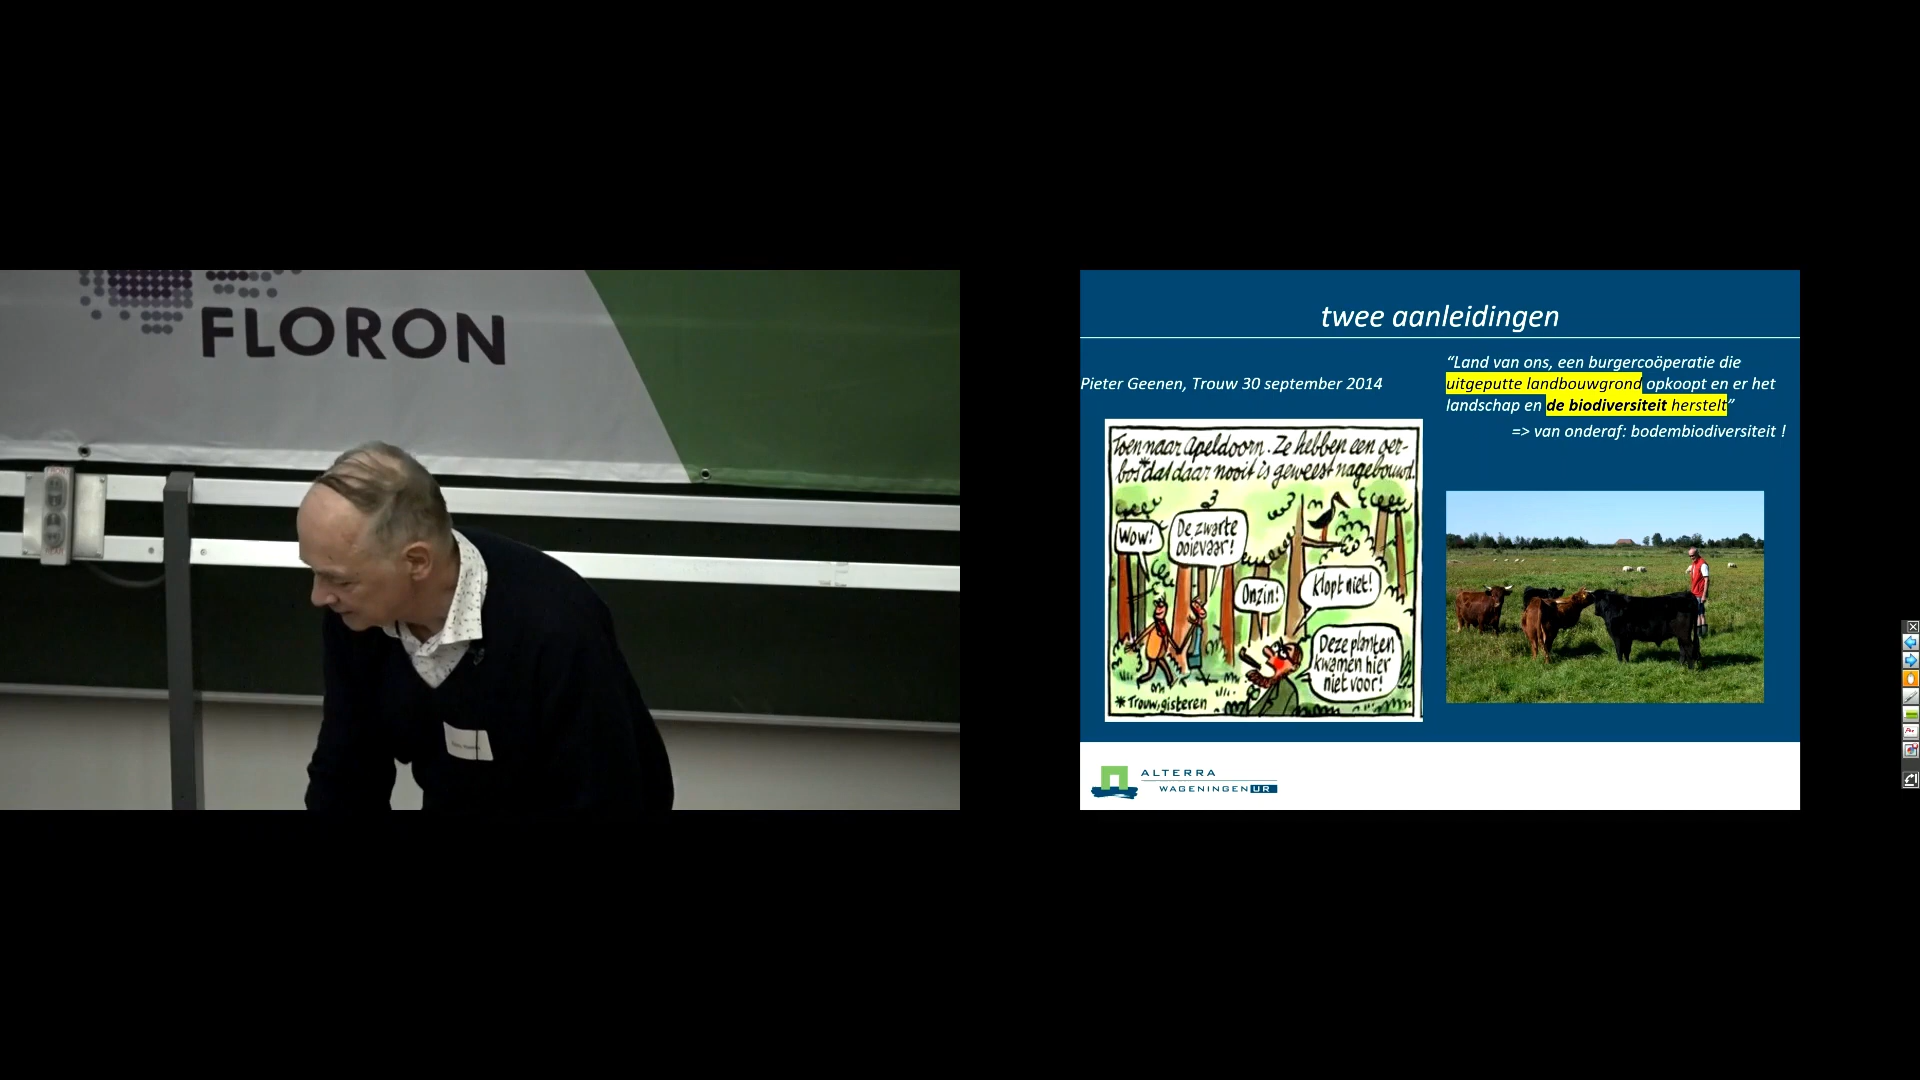 FLORON
twee aanleidingen
Pieter Geenen, Trouw 30 september 2014
“Land van ons, een burgercoöperatie die
uitgeputte landbouwgrond opkoopt en er het
landschap en de biodiversiteit herstelt”
=> van onderaf: bodembiodiversiteit !
Toen naar Apeldoorn. Ze hebben een oer-
bos* dat daar nooit is geweest nagebouwd.
Wow!
De zwarte
ooievaar!
Onzin!
Klopt niet!
Deze planten
kwamen hier
niet voor!
* Trouw, gisteren
ALTERRA
WAGENINGEN UR